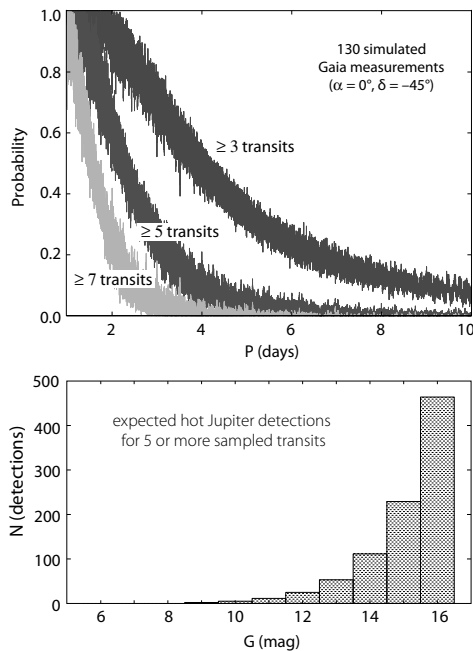 1.0
0.8
0.6
0.4
0.2
0.0
Probability
130 simulated
Gaia measurements
(α = 0°, δ = –45°)
≥ 3 transits
≥ 5 transits
≥ 7 transits
2
4
6
8
10
P (days)
500
400
300
200
100
0
N (detections)
expected hot Jupiter detections
for 5 or more sampled transits
6
8
10
12
14
16
G (mag)